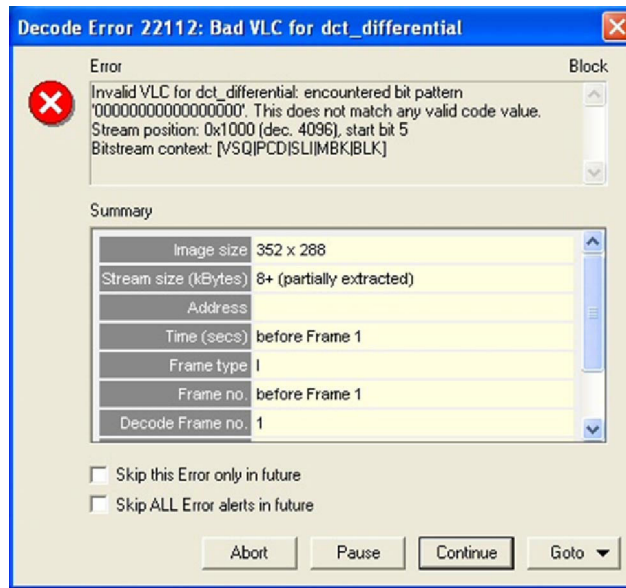 Decode Error 22112: Bad VLC for dct_differential
Error Block
Invalid VLC for dct_differential: encountered bit pattern
'00000000000000000'. This does not match any valid code value.
Stream position: 0x1000 (dec. 4096), start bit 5
Bitstream context: [VSQ|PCD|SLI|MBK|BLK]
Summary
Image size 352 x 288
Stream size (kBytes) 8+ (partially extracted)
Address
Time (secs) before Frame 1
Frame type I
Frame no. before Frame 1
Decode Frame no. 1
Skip this Error only in future
Skip ALL Error alerts in future
Abort Pause Continue Goto